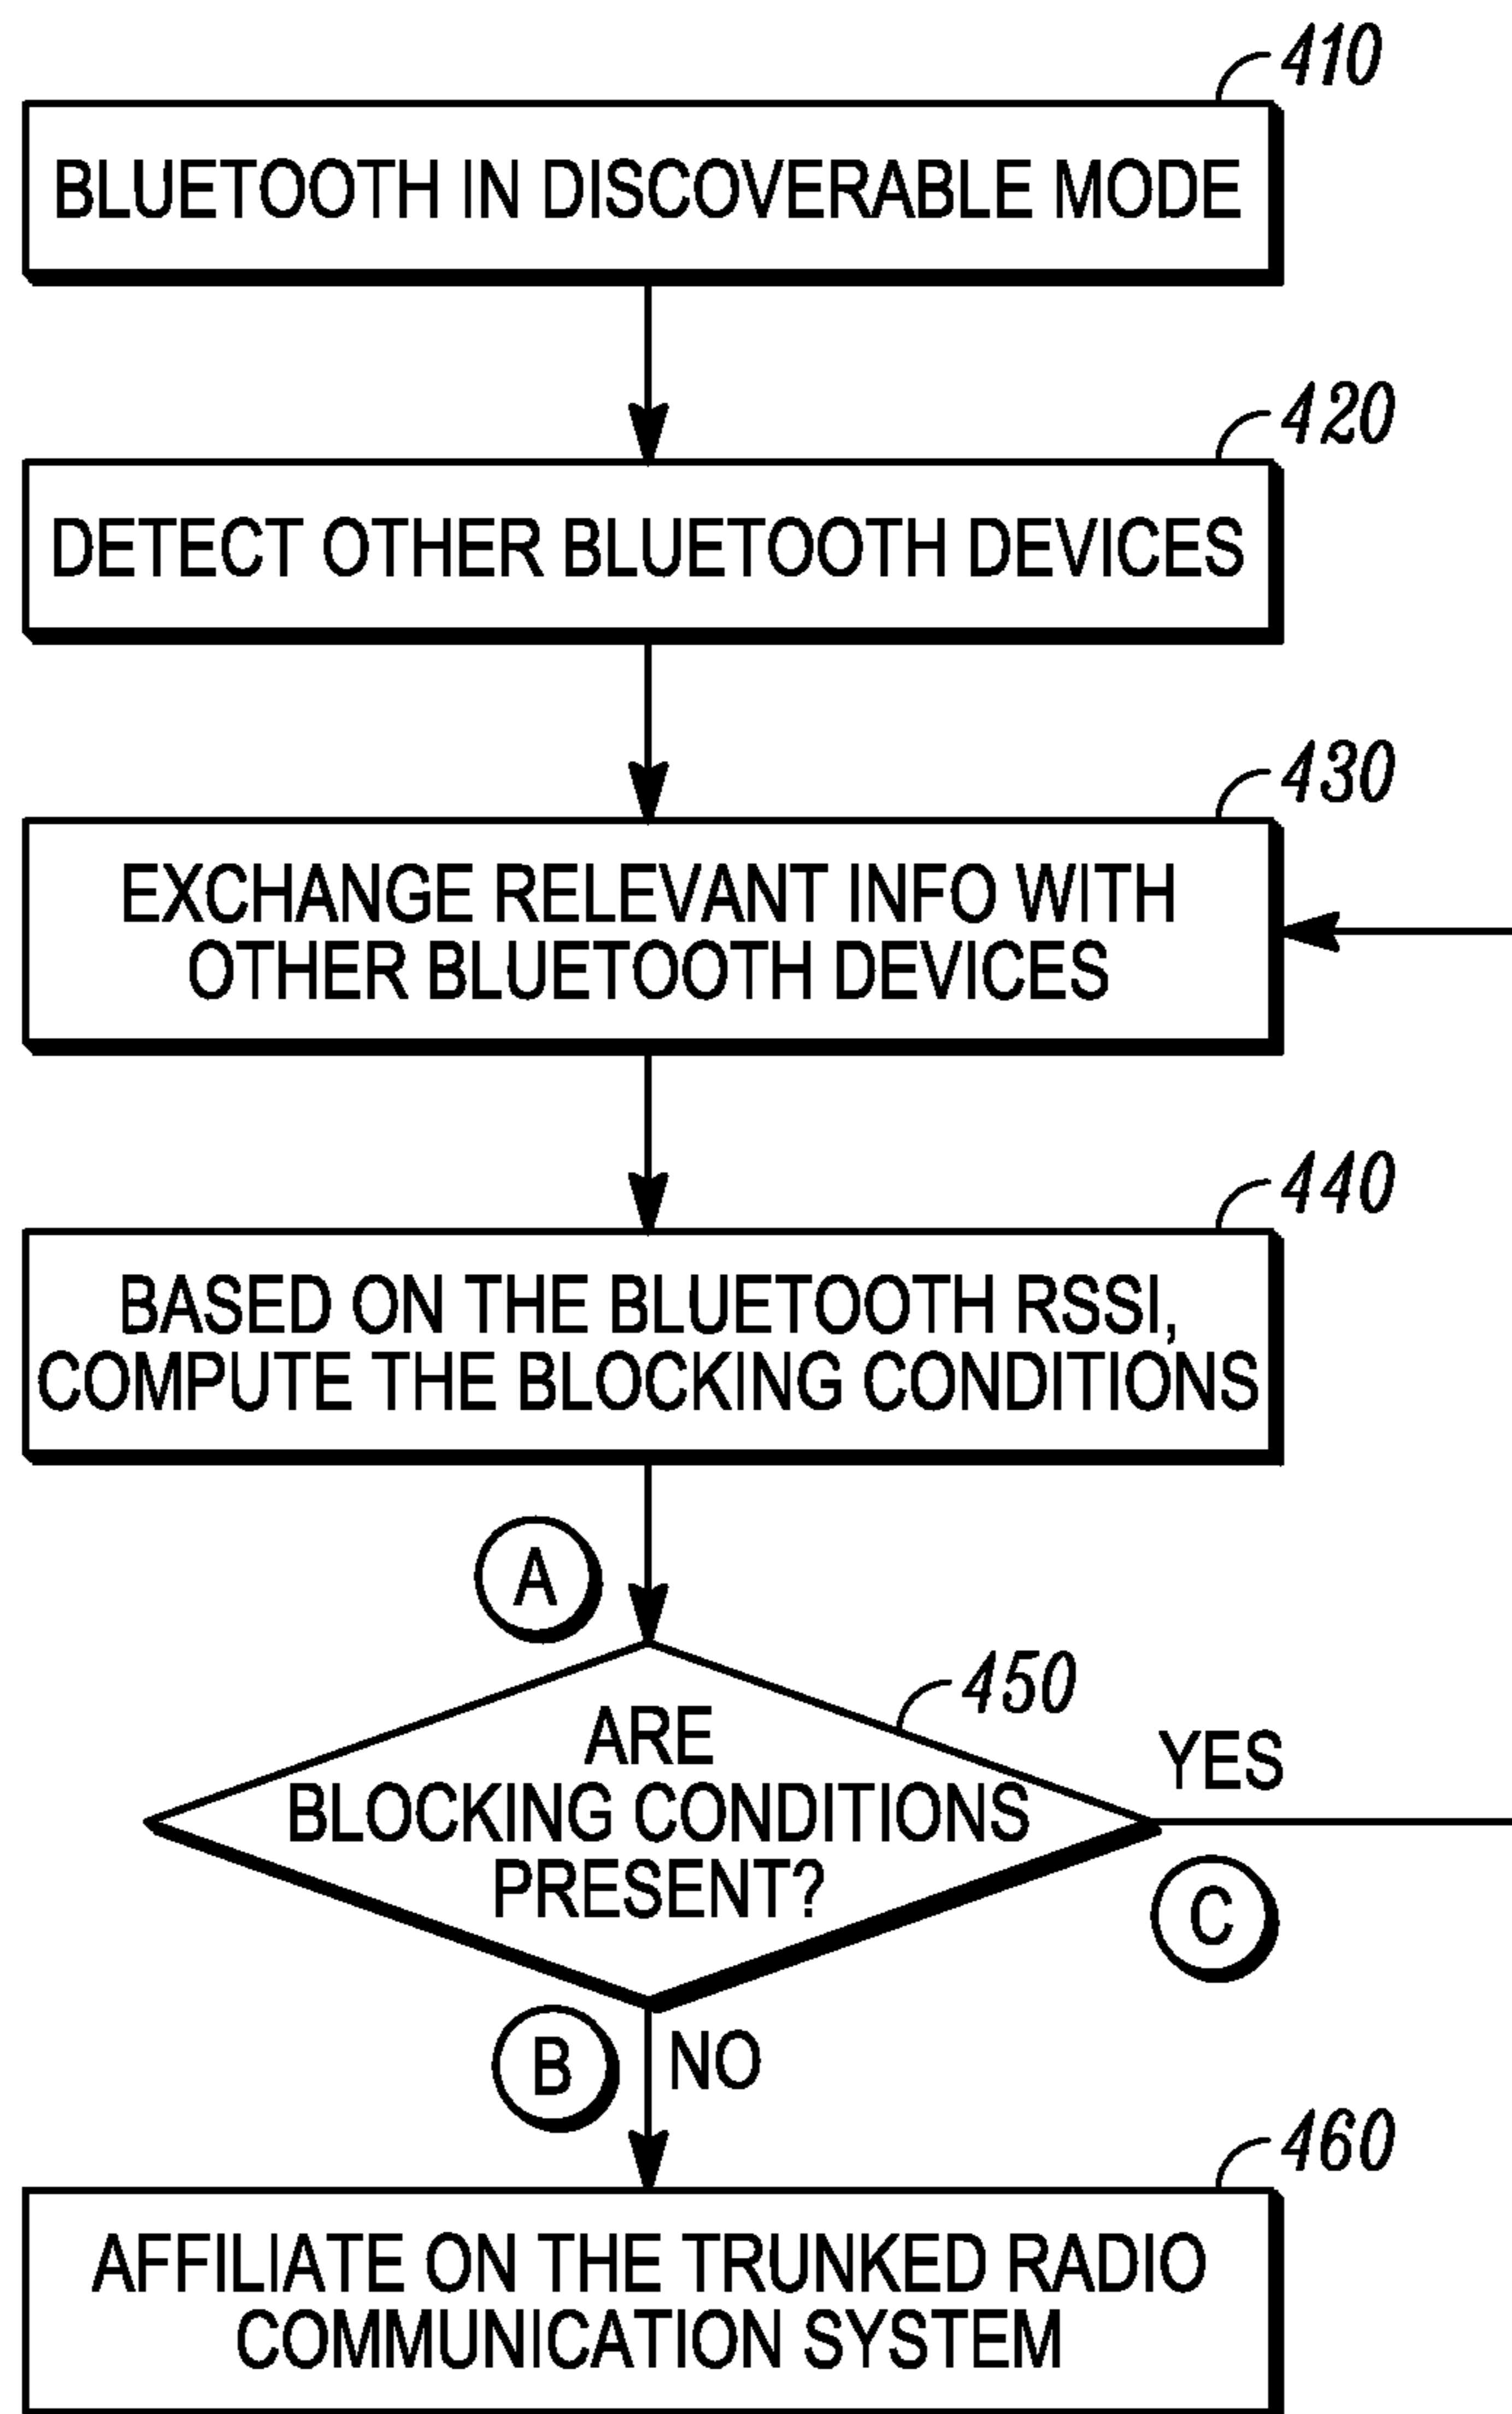 410
BLUETOOTH IN DISCOVERABLE MODE
420
DETECT OTHER BLUETOOTH DEVICES
430
EXCHANGE RELEVANT INFO WITH
OTHER BLUETOOTH DEVICES
440
BASED ON THE BLUETOOTH RSSI,
COMPUTE THE BLOCKING CONDITIONS
A
450
ARE
BLOCKING CONDITIONS
PRESENT?
YES
C
B
NO
460
AFFILIATE ON THE TRUNKED RADIO
COMMUNICATION SYSTEM